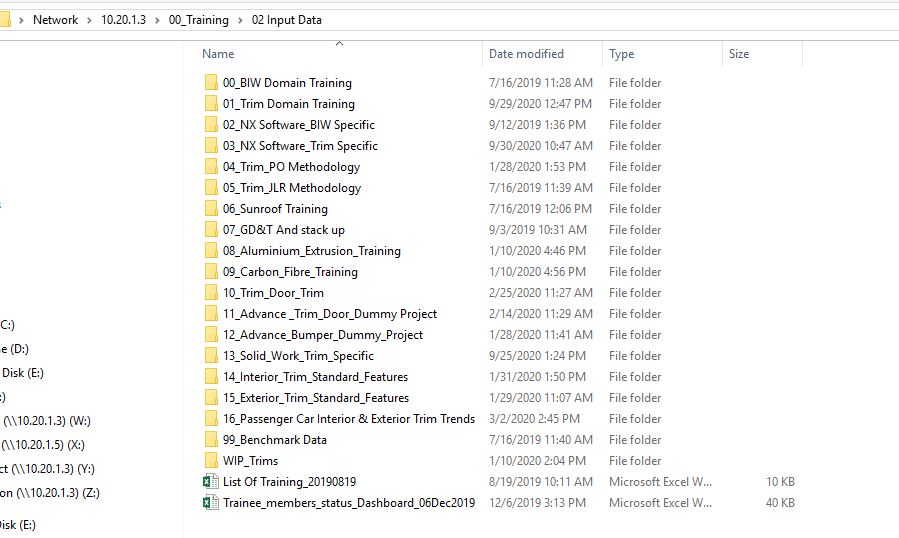 Network > 10.20.1.3 > 00_Training > 02 Input Data
Name Date modified Type Size
00_BIW Domain Training 7/16/2019 11:28 AM File folder
01_Trim Domain Training 9/29/2020 12:47 PM File folder
02_NX Software_BIW Specific 9/12/2019 1:36 PM File folder
03_NX Software_Trim Specific 9/30/2020 10:47 AM File folder
04_Trim_PO Methodology 1/28/2020 1:53 PM File folder
05_Trim_JLR Methodology 7/16/2019 11:39 AM File folder
06_Sunroof Training 7/16/2019 12:06 PM File folder
07_GD&T And stack up 9/3/2019 10:31 AM File folder
08_Aluminium_Extrusion_Training 1/10/2020 4:46 PM File folder
09_Carbon_Fibre_Training 1/10/2020 4:56 PM File folder
10_Trim_Door_Trim 2/25/2020 11:27 AM File folder
11_Advance _Trim_Door_Dummy Project 2/14/2020 11:29 AM File folder
12_Advance_Bumper_Dummy_Project 1/28/2020 11:41 AM File folder
13_Solid_Work_Trim_Specific 9/25/2020 1:24 PM File folder
14_Interior_Trim_Standard_Features 1/31/2020 1:50 PM File folder
15_Exterior_Trim_Standard_Features 1/29/2020 11:07 AM File folder
16_Passenger Car Interior & Exterior Trim Trends 3/2/2020 2:45 PM File folder
99_Benchmark Data 7/16/2019 11:40 AM File folder
WIP_Trims 1/10/2020 2:04 PM File folder
List Of Training_20190819 8/19/2019 10:11 AM Microsoft Excel W... 10 KB
Trainee_members_status_Dashboard_06Dec2019 12/6/2019 3:13 PM Microsoft Excel W... 40 KB
C:)
e (D:)
Disk (E:)
:)
(\\10.20.1.3) (W:)
(\\10.20.1.5) (X:)
ct (\\10.20.1.3) (Y:)
on (\\10.20.1.3) (Z:)
isk (E:)